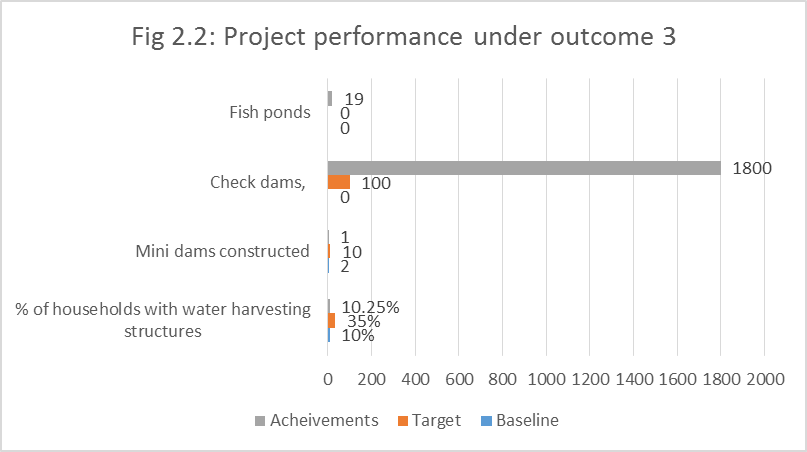 Fig 2.2: Project performance under outcome 3
Fish ponds
19
0
0
Check dams,
1800
100
0
Mini dams constructed
1
10
2
% of households with water harvesting
structures
10.25%
35%
10%
0 200 400 600 800 1000 1200 1400 1600 1800 2000
Acheivements Target Baseline